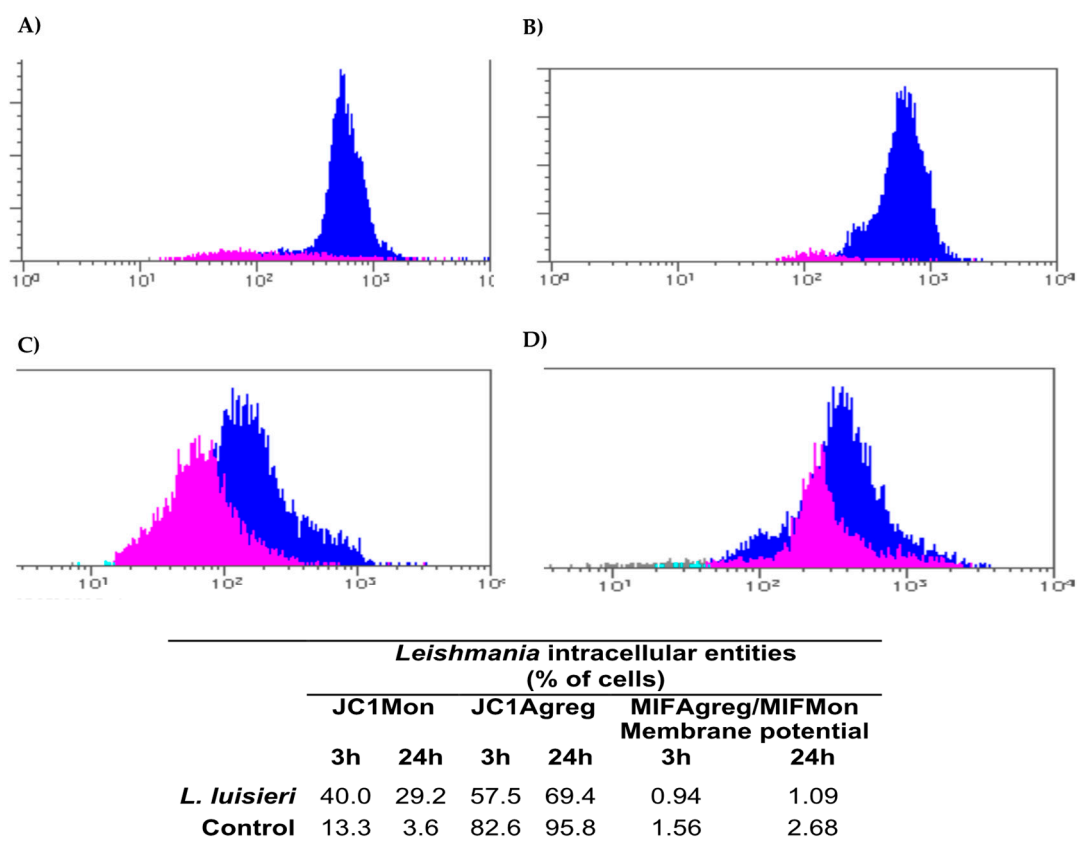 A)
B)
10⁰ 10¹ 10² 10³
10⁰ 10¹ 10² 10³ 10⁴
C)
D)
10¹ 10² 10³
10¹ 10² 10³ 10⁴
Leishmania intracellular entities
(% of cells)
JC1Mon JC1Agreg MIFAgreg/MIFMon
Membrane potential
3h 24h 3h 24h 3h 24h
L. luisieri 40.0 29.2 57.5 69.4 0.94 1.09
Control 13.3 3.6 82.6 95.8 1.56 2.68